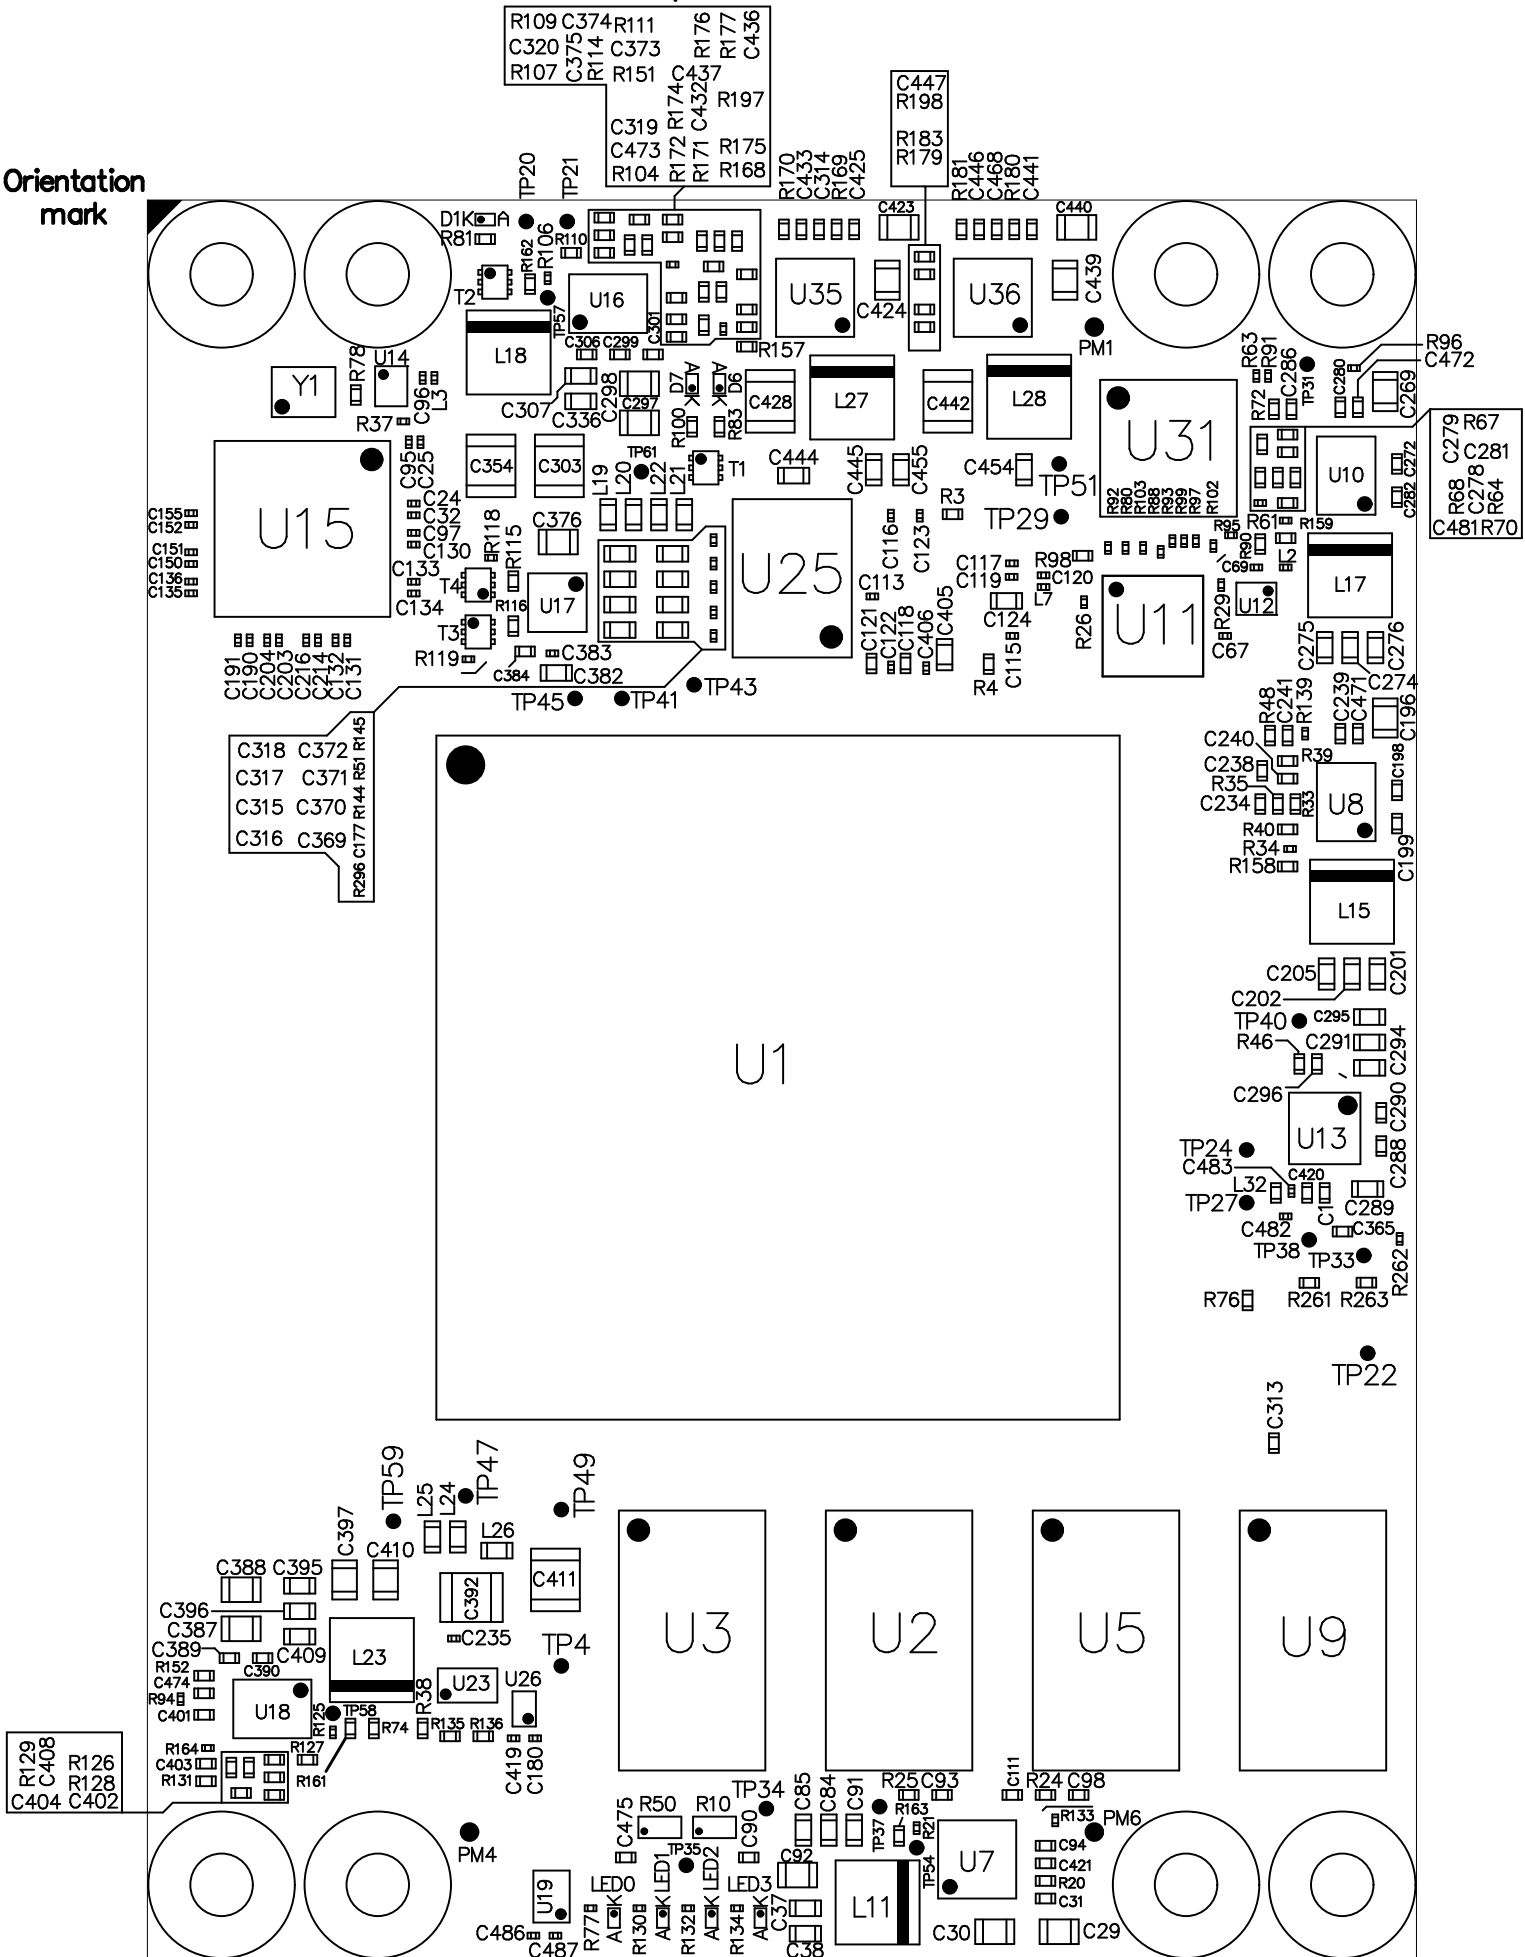 R109 C374 R111 R176 R177 C436
C320 C375 R114 C373
R107 R151 C437
R174 C432 R197
C319
C473 R172 R171 R175
R104 R168
C447
R198
R183
R179
Orientation
mark
TP20 TP21
R170 C433 C314 R169 C425
R181 C446 C468 R180 C441
D1 K A
R81
R162 R106 R110
C423 C440
T2 U16 U35 U36
TP57 C301 C424 C439
PM1
L18 C306 C299 R157
R96
C472
R63 R91 C286 TP31 C280
Y1 R78 U14
C96 L3
R37
C307 C336 C298 C297
A D7 K A D6 K
R100 R83
C428 L27 C442 L28
R72 C269
U31
C279 R67
C281
R68 C278 R64
C481 R70
C95 C25
C354 C303 TP61 T1
L19 L20 L22 L21
C444 C445 C455 C454 TP51
U10 C272 C282
R92 R80 R103 R88 R93 R99 R97 R102
C24
C32
C97
C130
C155
C152
C151
C150
C136
C135
U15
R118 R115 C376
C116 C123 R3 TP29
R95 R61 R159
R90 L2
C69
C133
C134
T4 U17 U25
C117
C119
R98
C120
L7
L17
R116 T3
C113 C124
R26 U11 R29 U12
C67
R119 C384 C383
C382
C121 C122 C118 C406 C405
R4 C115
C275 C276
C274
C191 C190 C204 C203 C216 C214 C132 C131
TP45 TP41 TP43
R48 C241 R139 C239 C471 C196
C318 C372 R145
C317 C371 R51
C315 C370 R144
C316 C369 C177
R296
C240
C238
R35
C234
R39
R33 U8 C198
R40
R34
R158
C199
L15
C205 C201
C202
TP40 C295
R46 C291 C294
U1
C296
C290
U13
TP24
C483
C288
L32 C420
TP27
C1 C289
C482 C365
TP38 TP33 R262
R76 R261 R263
TP22
C313
TP59 TP47 TP49
L25 L24
C397 C410 L26
C388 C395
C396
C387
C392 C411
C389 C409
C390
C235 TP4
U3 U2 U5 U9
R152
C474
R94
C401
L23
U18 R125 TP58 R74 R38
U23 U26
R135 R136
R164
C403
R131
R127
R161
C419 C180
R129 C408
R126
R128
C404 C402
C475 R50 R10 C90 TP34
C85 C84 C91
R25 C93 C111 R24 C98
TP37 R163 R21
R133 PM6
PM4
TP35 C92 TP54 U7
C94
C421
R20
C31
U19
LED0 LED1 LED2 LED3
R77 A K R130 A K R132 A K R134 A K
C37 C38 L11
C30 C29
C486
C487